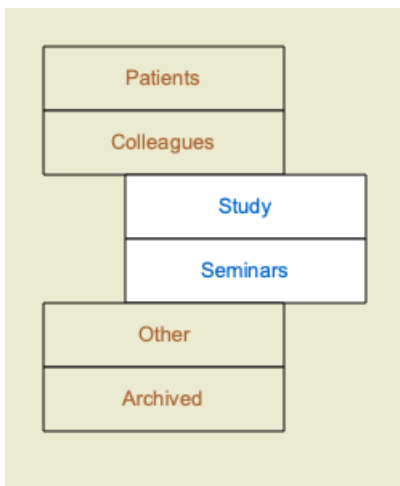 Patients
Colleagues
Study
Seminars
Other
Archived